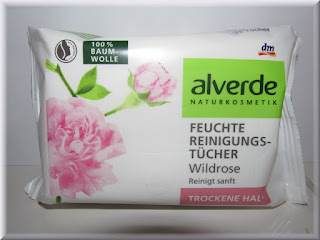 100%
BAUM-
WOLLE
dm
alverde
NATURKOSMETIK
FEUCHTE
REINIGUNGS-
TÜCHER
Wildrose
Reinigt sanft
TROCKENE HAU